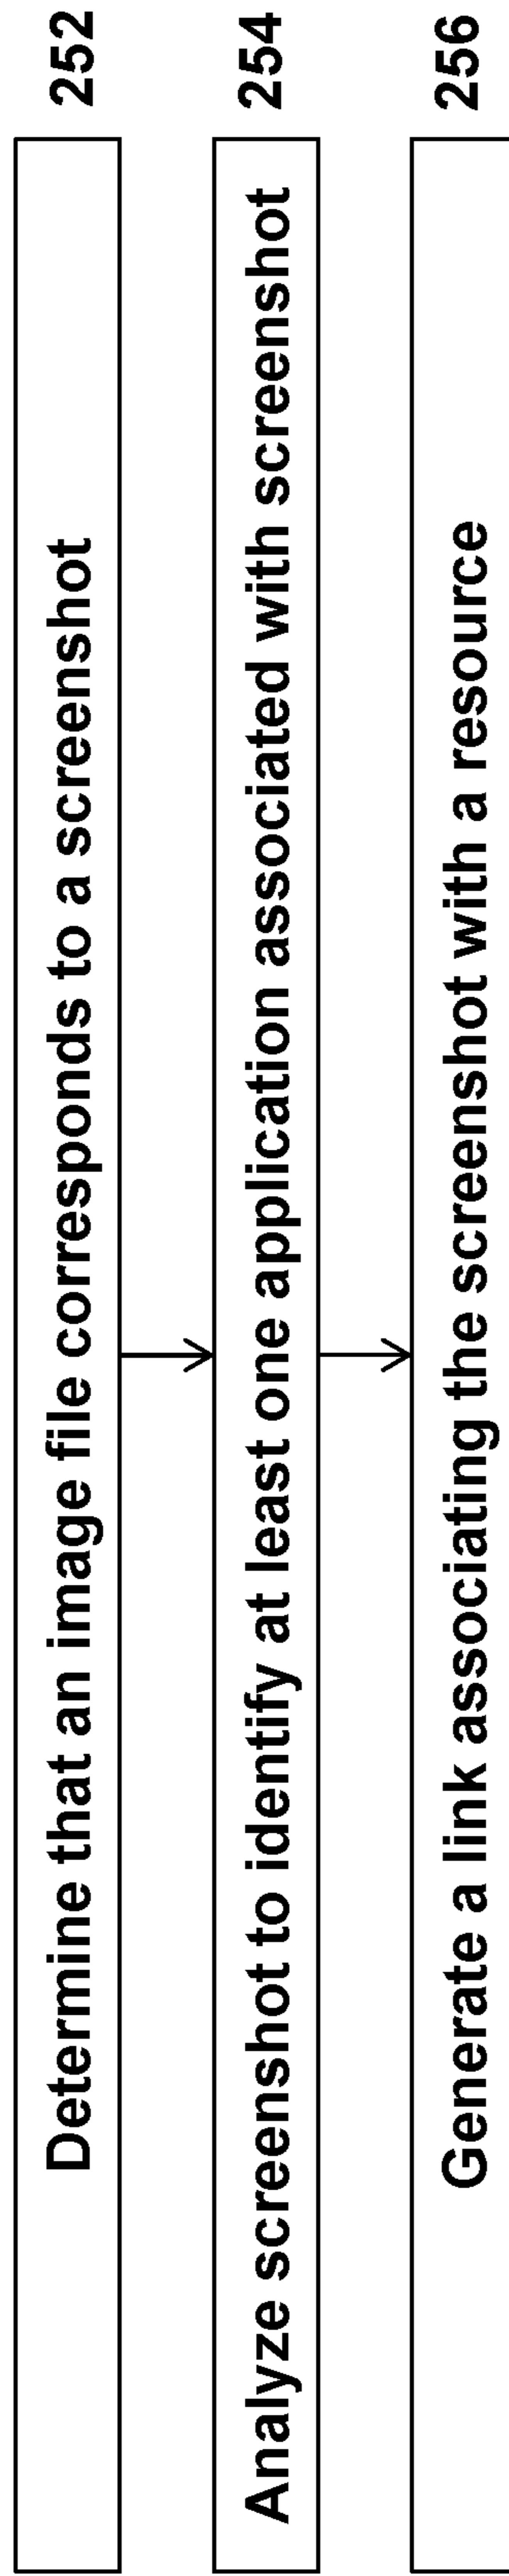 Determine that an image file corresponds to a screenshot
252
Analyze screenshot to identify at least one application associated with screenshot
254
Generate a link associating the screenshot with a resource
256